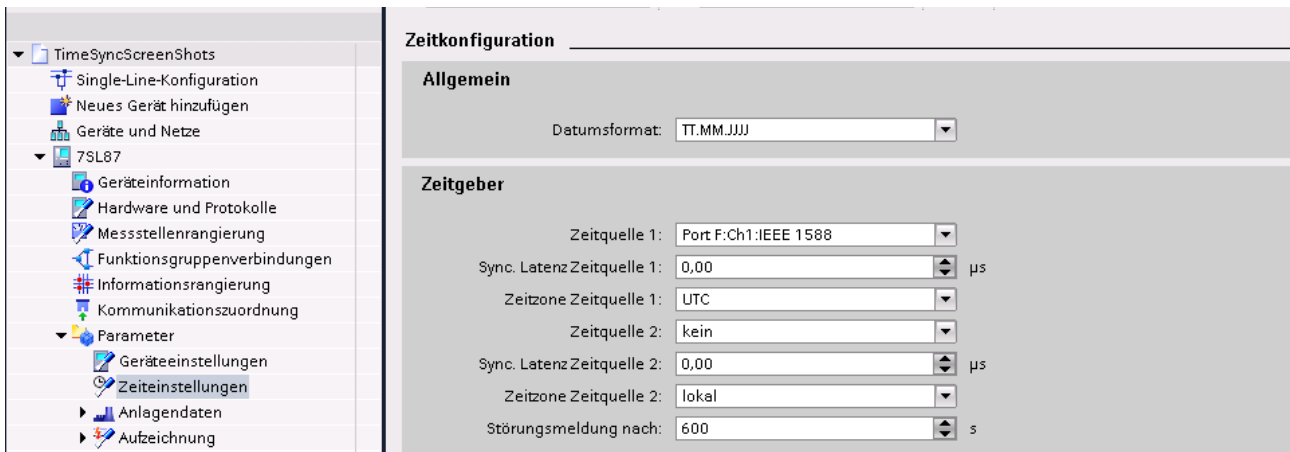 TimeSyncScreenShots
Single-Line-Konfiguration
Neues Gerät hinzufügen
Geräte und Netze
7SL87
Geräteinformation
Hardware und Protokolle
Messstellenrangierung
Funktionsgruppenverbindungen
Informationsrangierung
Kommunikationszuordnung
Parameter
Geräteeinstellungen
Zeiteinstellungen
Anlagendaten
Aufzeichnung
Zeitkonfiguration
Allgemein
Datumsformat: TT.MM.JJJJ
Zeitgeber
Zeitquelle 1: Port F:Ch1:IEEE 1588
Sync. Latenz Zeitquelle 1: 0,00 µs
Zeitzone Zeitquelle 1: UTC
Zeitquelle 2: kein
Sync. Latenz Zeitquelle 2: 0,00 µs
Zeitzone Zeitquelle 2: lokal
Störungsmeldung nach: 600 s